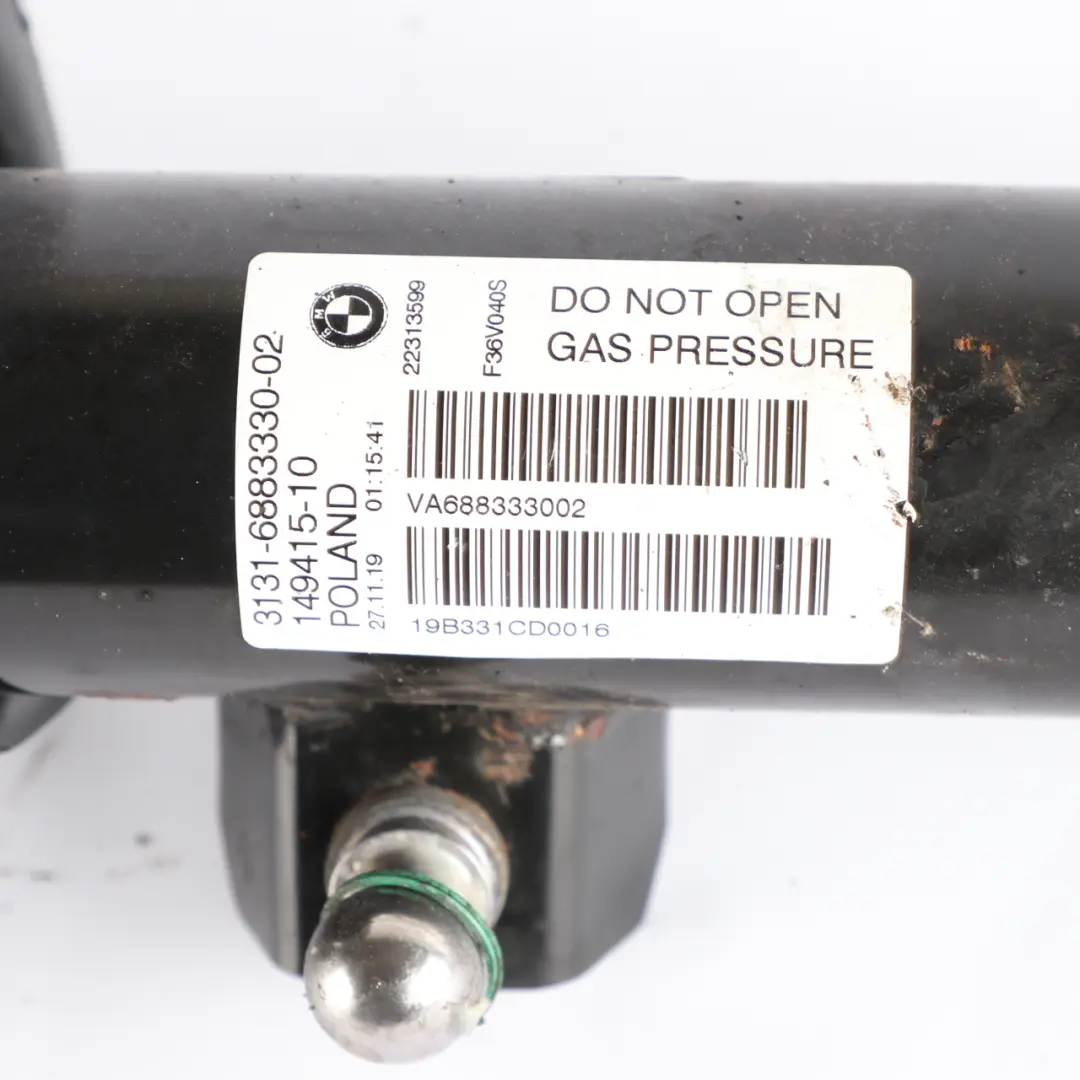 BMW
3131-6883330-02
149415-10
POLAND
27.11.19 01:15:41
22313599
F36V040S
DO NOT OPEN
GAS PRESSURE
VA688333002
19B331CD0016